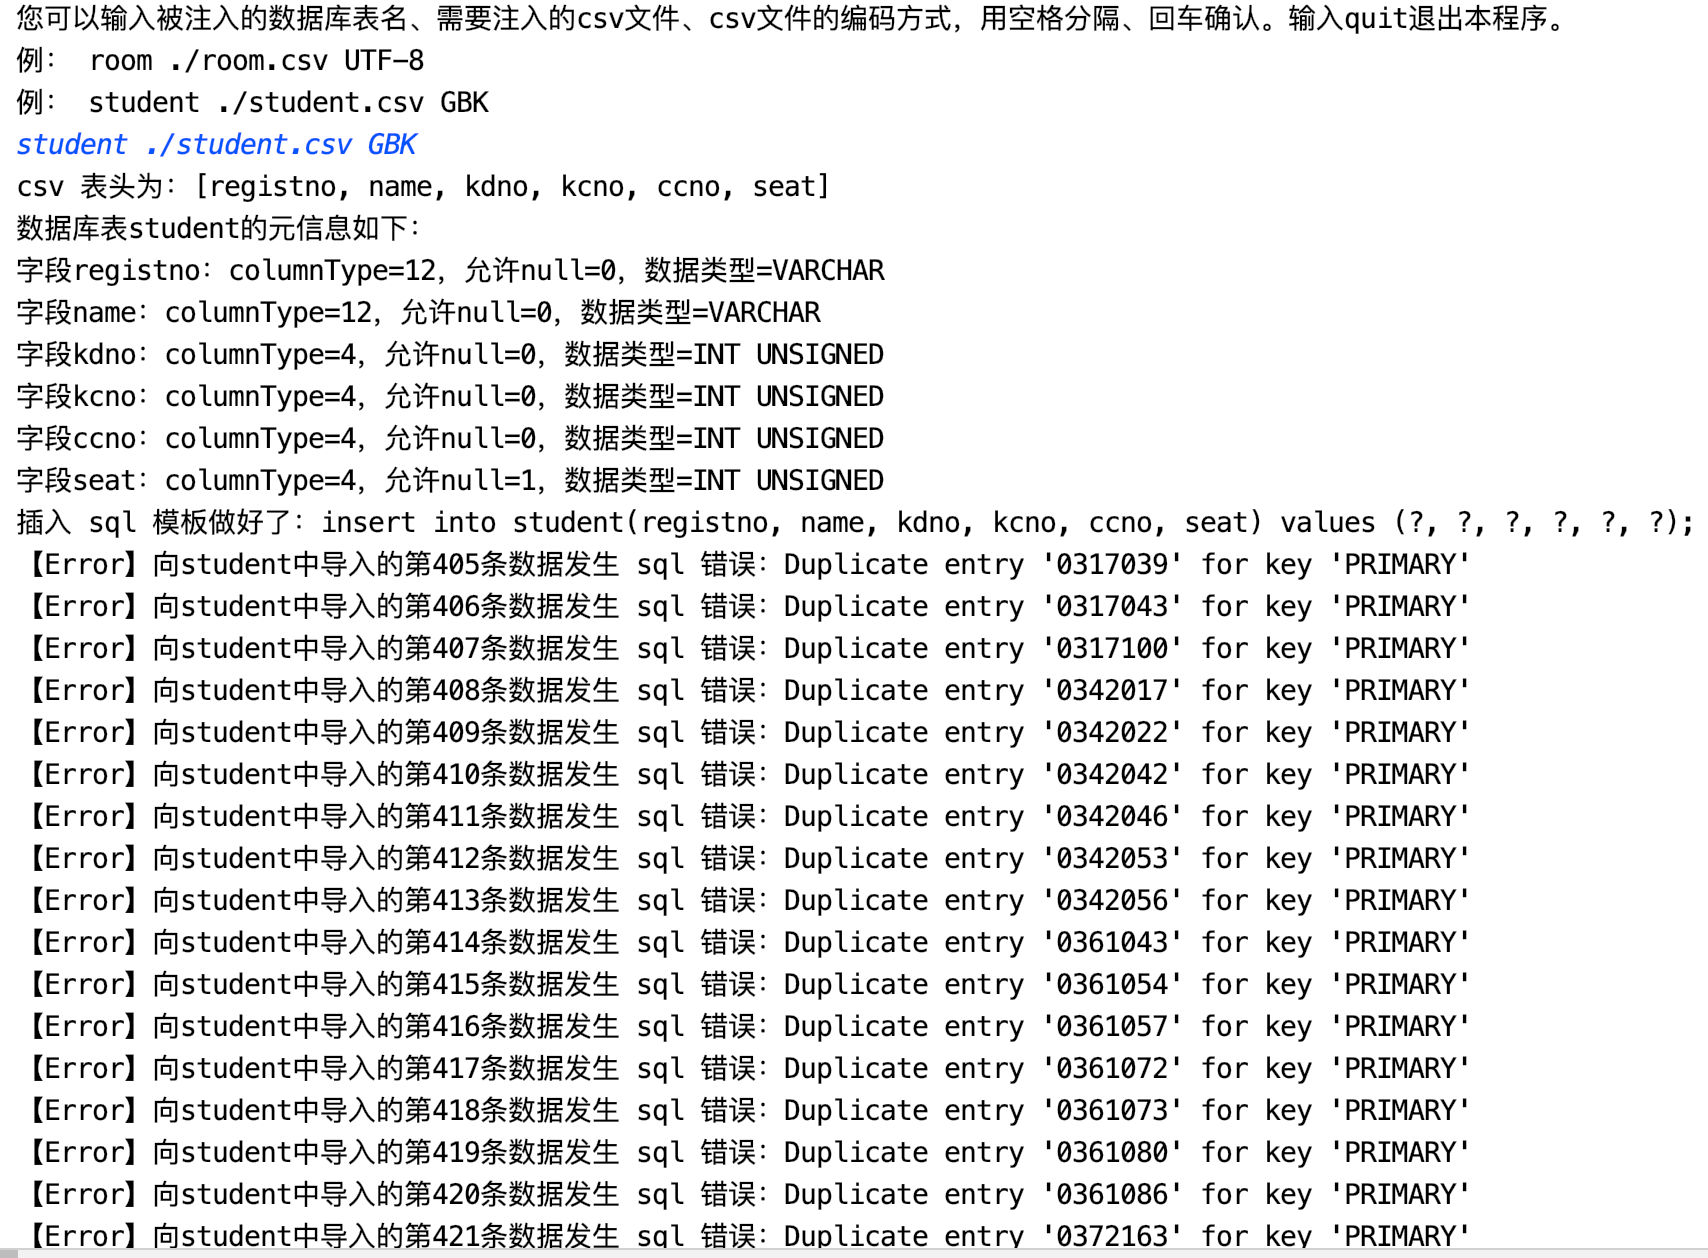 您可以输入被注入的数据库表名、需要注入的csv文件、csv文件的编码方式，用空格分隔、回车确认。输入quit退出本程序。
例： room ./room.csv UTF-8
例： student ./student.csv GBK
student ./student.csv GBK
csv 表头为：[registno, name, kdno, kcno, ccno, seat]
数据库表student的元信息如下：
字段registno：columnType=12，允许null=0，数据类型=VARCHAR
字段name：columnType=12，允许null=0，数据类型=VARCHAR
字段kdno：columnType=4，允许null=0，数据类型=INT UNSIGNED
字段kcno：columnType=4，允许null=0，数据类型=INT UNSIGNED
字段ccno：columnType=4，允许null=0，数据类型=INT UNSIGNED
字段seat：columnType=4，允许null=1，数据类型=INT UNSIGNED
插入 sql 模板做好了：insert into student(registno, name, kdno, kcno, ccno, seat) values (?, ?, ?, ?, ?, ?);
【Error】向student中导入的第405条数据发生 sql 错误：Duplicate entry '0317039' for key 'PRIMARY'
【Error】向student中导入的第406条数据发生 sql 错误：Duplicate entry '0317043' for key 'PRIMARY'
【Error】向student中导入的第407条数据发生 sql 错误：Duplicate entry '0317100' for key 'PRIMARY'
【Error】向student中导入的第408条数据发生 sql 错误：Duplicate entry '0342017' for key 'PRIMARY'
【Error】向student中导入的第409条数据发生 sql 错误：Duplicate entry '0342022' for key 'PRIMARY'
【Error】向student中导入的第410条数据发生 sql 错误：Duplicate entry '0342042' for key 'PRIMARY'
【Error】向student中导入的第411条数据发生 sql 错误：Duplicate entry '0342046' for key 'PRIMARY'
【Error】向student中导入的第412条数据发生 sql 错误：Duplicate entry '0342053' for key 'PRIMARY'
【Error】向student中导入的第413条数据发生 sql 错误：Duplicate entry '0342056' for key 'PRIMARY'
【Error】向student中导入的第414条数据发生 sql 错误：Duplicate entry '0361043' for key 'PRIMARY'
【Error】向student中导入的第415条数据发生 sql 错误：Duplicate entry '0361054' for key 'PRIMARY'
【Error】向student中导入的第416条数据发生 sql 错误：Duplicate entry '0361057' for key 'PRIMARY'
【Error】向student中导入的第417条数据发生 sql 错误：Duplicate entry '0361072' for key 'PRIMARY'
【Error】向student中导入的第418条数据发生 sql 错误：Duplicate entry '0361073' for key 'PRIMARY'
【Error】向student中导入的第419条数据发生 sql 错误：Duplicate entry '0361080' for key 'PRIMARY'
【Error】向student中导入的第420条数据发生 sql 错误：Duplicate entry '0361086' for key 'PRIMARY'
【Error】向student中导入的第421条数据发生 sql 错误：Duplicate entry '0372163' for key 'PRIMARY'